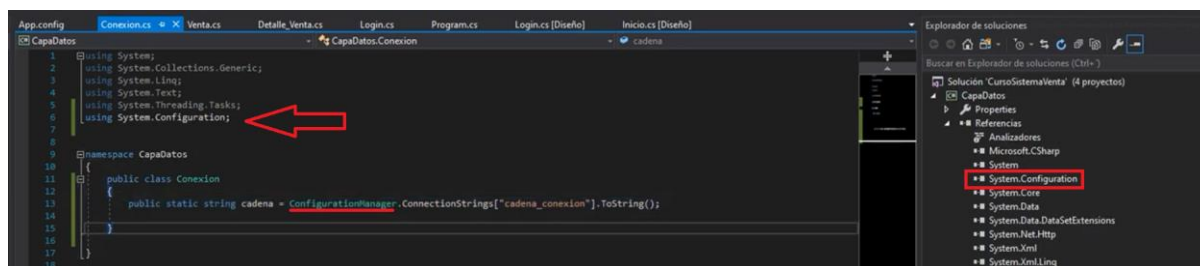 App.config Conexion.cs Venta.cs Detalle_Venta.cs Login.cs Program.cs Login.cs [Diseño] Inicio.cs [Diseño]
CapaDatos CapaDatos.Conexion cadena
1 using System;
2 using System.Collections.Generic;
3 using System.Linq;
4 using System.Text;
5 using System.Threading.Tasks;
6 using System.Configuration;
7
8
9 namespace CapaDatos
10 {
11 public class Conexion
12 {
13 public static string cadena = ConfigurationManager.ConnectionStrings["cadena_conexion"].ToString();
14
15 }
16
17 }
18
Explorador de soluciones
Buscar en Explorador de soluciones (Ctrl+´)
Solución 'CursoSistemaVenta' (4 proyectos)
C# CapaDatos
Properties
Referencias
Analizadores
Microsoft.CSharp
System
System.Configuration
System.Core
System.Data
System.Data.DataSetExtensions
System.Net.Http
System.Xml
System.Xml.Linq